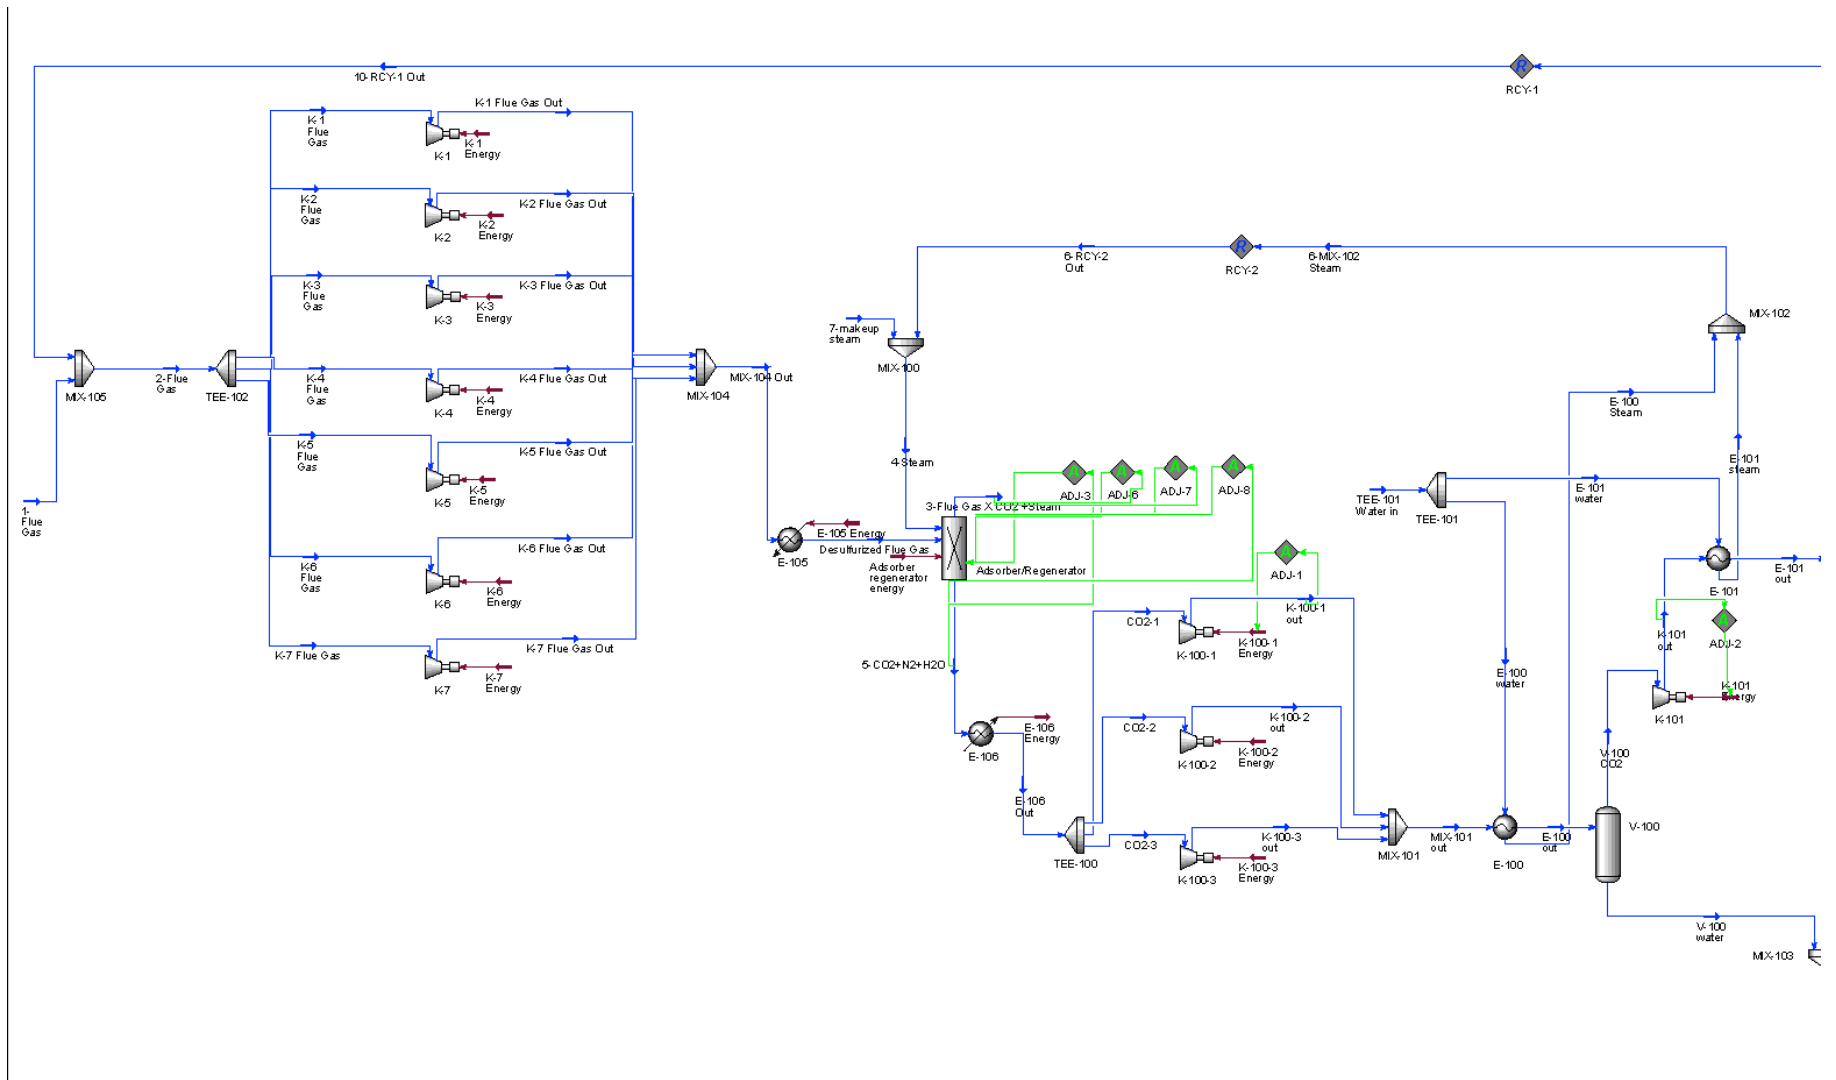 10-RCY-1 Out
R
RCY-1
K-1 Flue Gas Out
K-1
Flue
Gas
K-1
K-1
Energy
K-2
Flue
Gas
K-2 Flue Gas Out
K-2
K-2
Energy
K-3
Flue
Gas
K-3 Flue Gas Out
K-3
K-3
Energy
K-4
Flue
Gas
K-4 Flue Gas Out
K-4
K-4
Energy
K-5
Flue
Gas
K-5 Flue Gas Out
K-5
K-5
Energy
K-6
Flue
Gas
K-6 Flue Gas Out
K-6
K-6
Energy
K-7 Flue Gas
K-7 Flue Gas Out
K-7
K-7
Energy
1-
Flue
Gas
MIX-105
2-Flue
Gas
TEE-102
MIX-104
MIX-104 Out
E-105 Energy
E-105
Desulfurized Flue Gas
Adsorber
regenerator
energy
7-makeup
steam
MIX-100
6-RCY-2
Out
R
RCY-2
6-MIX-102
Steam
MIX-102
4-Steam
3-Flue Gas X CO2 +Steam
Adsorber/Regenerator
A
ADJ-3
A
ADJ-6
A
ADJ-7
A
ADJ-8
A
ADJ-1
5-CO2+N2+H2O
E-106
Energy
E-106
E-106
Out
TEE-100
CO2-1
K-100-1
K-100-1
out
K-100-1
Energy
CO2-2
K-100-2
K-100-2
out
K-100-2
Energy
CO2-3
K-100-3
K-100-3
out
K-100-3
Energy
MIX-101
MIX-101
out
E-100
E-100
out
E-100
water
E-100
Steam
TEE-101
Water in
TEE-101
E-101
water
E-101
steam
E-101
E-101
out
K-101
out
A
ADJ-2
K-101
Energy
K-101
V-100
CO2
V-100
V-100
water
MIX-103